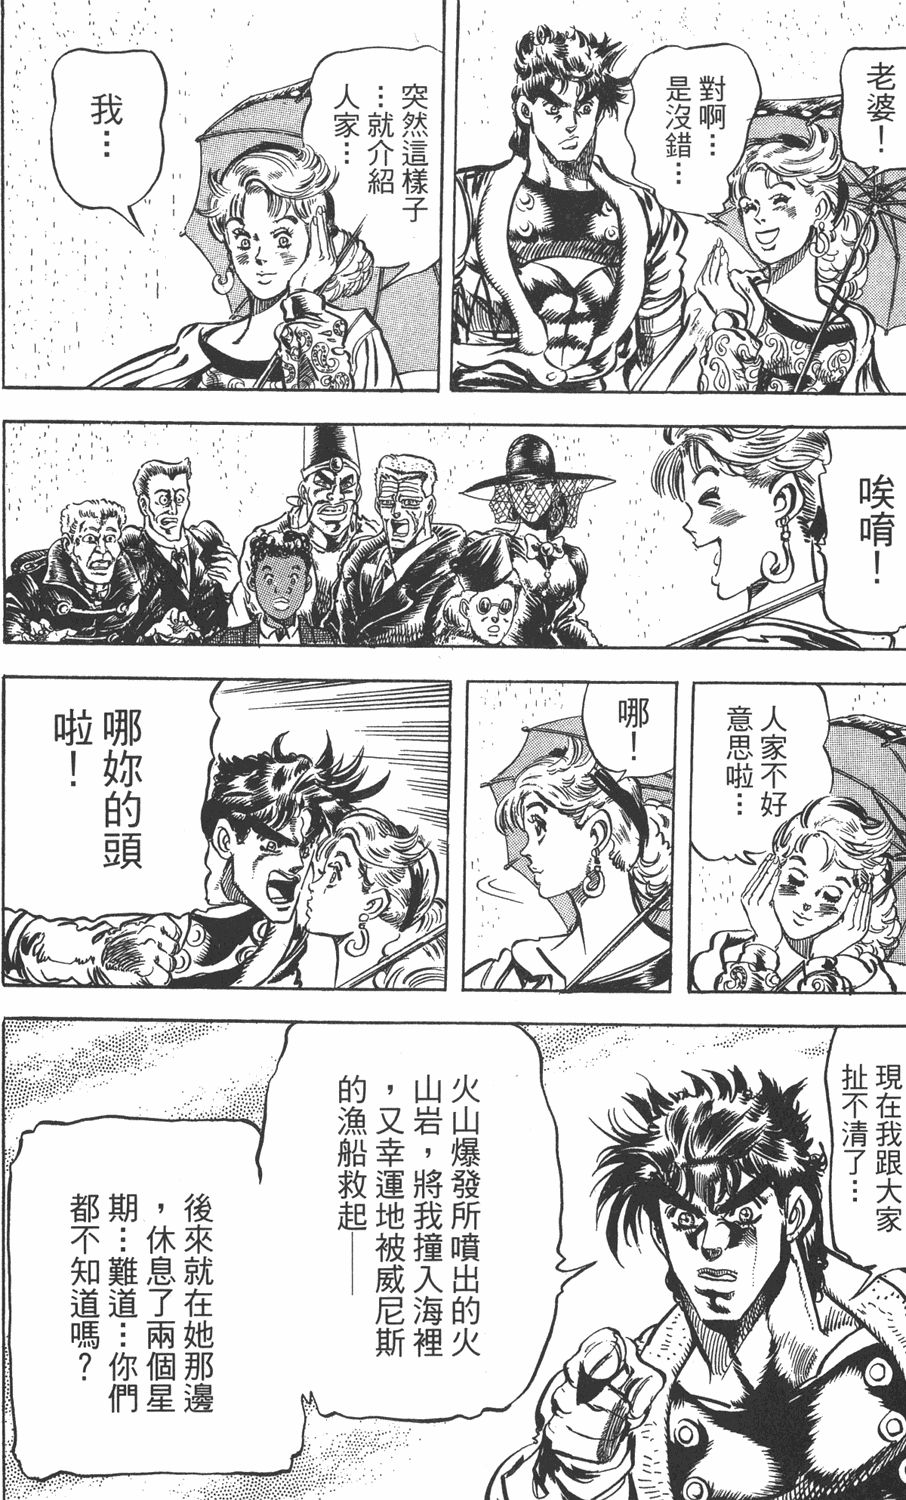 老婆！
對啊⋯
是沒錯⋯
突然這樣子
⋯就介紹
人家⋯
我⋯
唉唷！
人家不好
意思啦⋯
哪！
哪妳的頭
啦！
現在我跟大家
扯不清了⋯
火山爆發所噴出的火
山岩，將我撞入海裡
，又幸運地被威尼斯
的漁船救起——
後來就在她那邊
，休息了兩個星
期⋯難道⋯你們
都不知道嗎？